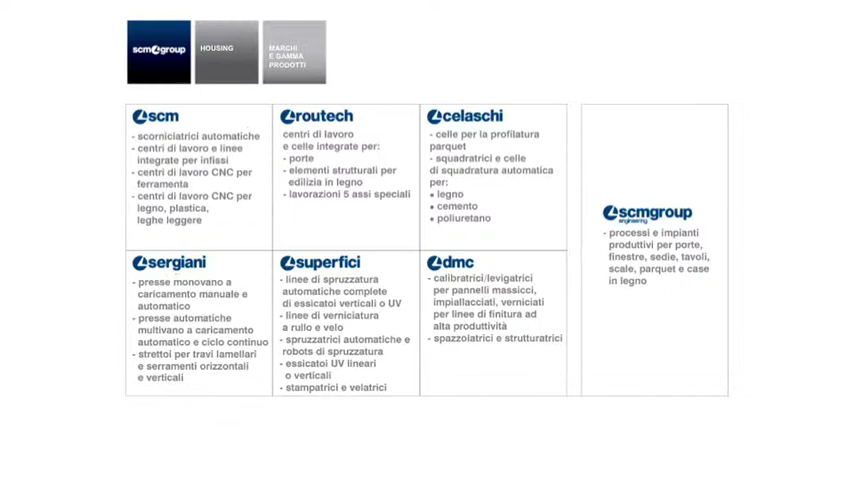 scmgroup
HOUSING
MARCHI
E GAMMA
PRODOTTI
scm
- scorniciatrici automatiche
- centri di lavoro e linee
integrate per infissi
- centri di lavoro CNC per
ferramenta
- centri di lavoro CNC per
legno, plastica,
leghe leggere
routech
centri di lavoro
e celle integrate per:
- porte
- elementi strutturali per
edilizia in legno
- lavorazioni 5 assi speciali
celaschi
- celle per la profilatura
parquet
- squadratrici e celle
di squadratura automatica
per:
• legno
• cemento
• poliuretano
sergiani
- presse monovano a
caricamento manuale e
automatico
- presse automatiche
multivano a caricamento
automatico e ciclo continuo
- strettoi per travi lamellari
e serramenti orizzontali
e verticali
superfici
- linee di spruzzatura
automatiche complete
di essicatoi verticali o UV
- linee di verniciatura
a rullo e velo
- spruzzatrici automatiche e
robots di spruzzatura
- essicatoi UV lineari
o verticali
- stampatrici e velatrici
dmc
- calibratrici/levigatrici
per pannelli massicci,
impiallacciati, verniciati
per linee di finitura ad
alta produttività
- spazzolatrici e strutturatrici
scmgroup
engineering
- processi e impianti
produttivi per porte,
finestre, sedie, tavoli,
scale, parquet e case
in legno